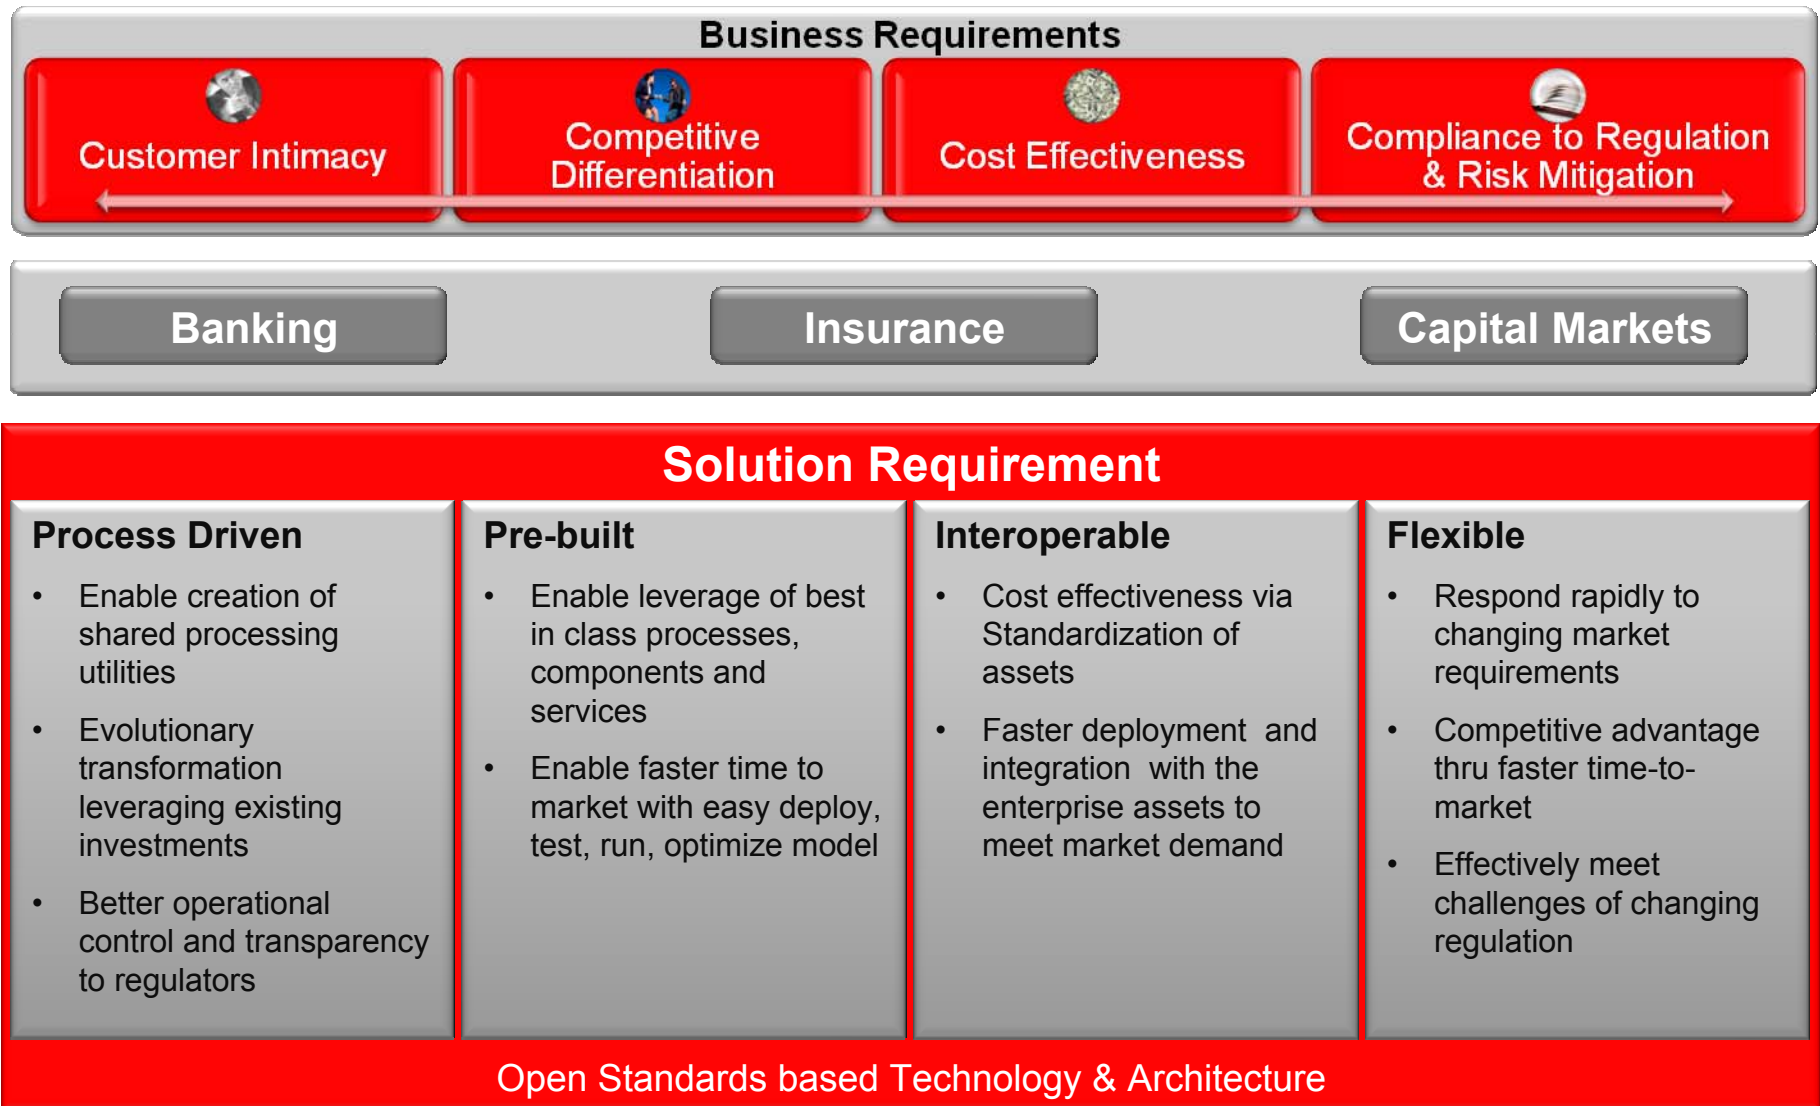 Business Requirements
Customer Intimacy
Competitive
Differentiation
Cost Effectiveness
Compliance to Regulation
& Risk Mitigation
Banking
Insurance
Capital Markets
Solution Requirement
Process Driven
• Enable creation of
shared processing
utilities
• Evolutionary
transformation
leveraging existing
investments
• Better operational
control and transparency
to regulators
Pre-built
• Enable leverage of best
in class processes,
components and
services
• Enable faster time to
market with easy deploy,
test, run, optimize model
Interoperable
• Cost effectiveness via
Standardization of
assets
• Faster deployment  and
integration  with the
enterprise assets to
meet market demand
Flexible
• Respond rapidly to
changing market
requirements
• Competitive advantage
thru faster time-to-
market
• Effectively meet
challenges of changing
regulation
Open Standards based Technology & Architecture